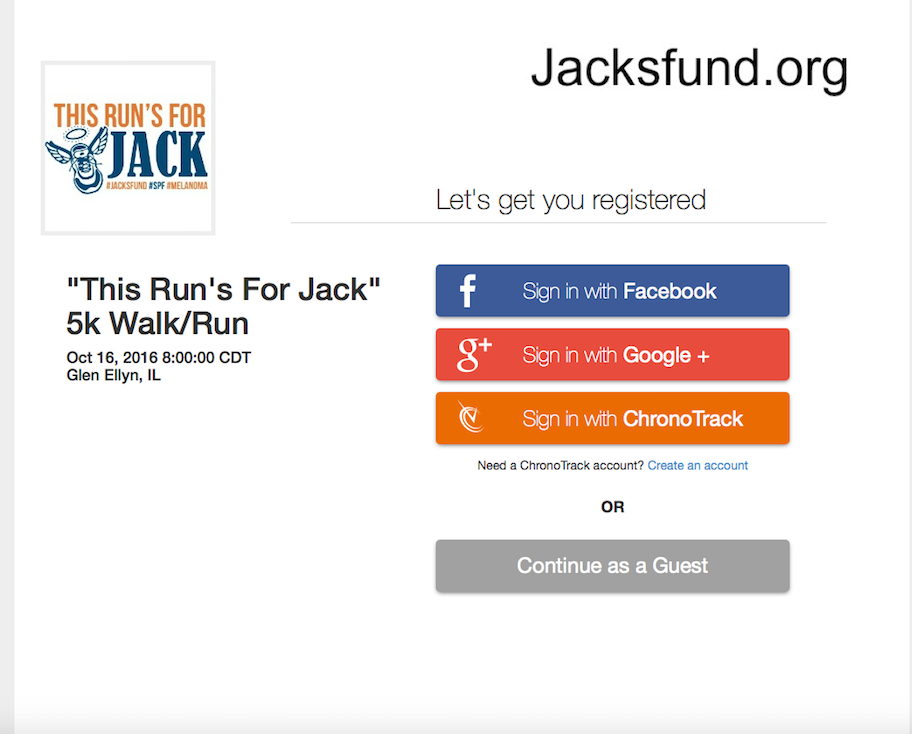 Jacksfund.org
THIS RUN'S FOR
JACK
#JACKSFUND #SPF #MELANOMA
Let's get you registered
"This Run's For Jack"
5k Walk/Run
Oct 16, 2016 8:00:00 CDT
Glen Ellyn, IL
f Sign in with Facebook
g+ Sign in with Google +
Sign in with ChronoTrack
Need a ChronoTrack account? Create an account
OR
Continue as a Guest